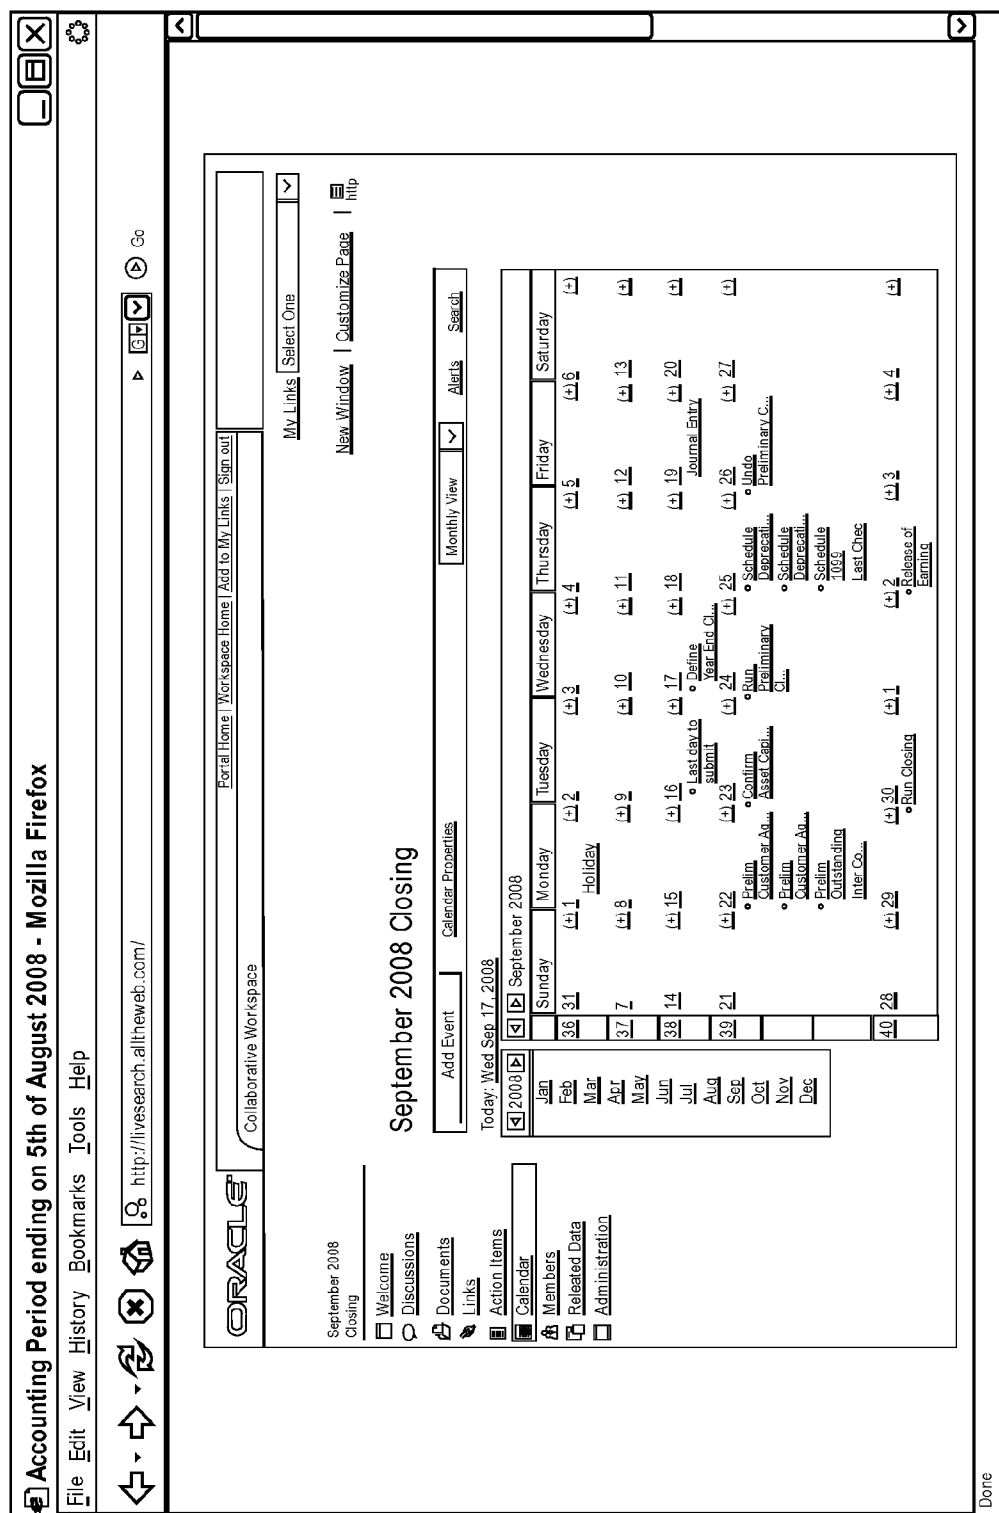 Accounting Period ending on 5th of August 2008 - Mozilla Firefox
File Edit View History Bookmarks Tools Help
http://livesearch.alltheweb.com/
G
Go
ORACLE
Portal Home | Workspace Home | Add to My Links | Sign out
Collaborative Workspace
My Links Select One
New Window | Customize Page | http
September 2008
Closing
Welcome
Discussions
Documents
Links
Action Items
Calendar
Members
Releated Data
Administration
September 2008 Closing
Add Event
Calendar Properties
Monthly View
Alerts
Search
Today: Wed Sep 17, 2008
2008
Jan
Feb
Mar
Apr
May
Jun
Jul
Aug
Sep
Oct
Nov
Dec
September 2008
Sunday Monday Tuesday Wednesday Thursday Friday Saturday
36 31 (+) 1 (+) 2 (+) 3 (+) 4 (+) 5 (+) 6 (+)
Holiday
37 7 (+) 8 (+) 9 (+) 10 (+) 11 (+) 12 (+) 13 (+)
38 14 (+) 15 (+) 16 (+) 17 (+) 18 (+) 19 (+) 20 (+)
Last day to
submit
Define
Year End Cl...
Journal Entry
39 21 (+) 22 (+) 23 (+) 24 (+) 25 (+) 26 (+) 27 (+)
Prelim
Customer Ag...
Prelim
Customer Ag...
Prelim
Outstanding
Inter Co...
Confirm
Asset Capi...
Run
Preliminary
Cl...
Schedule
Deprecati...
Schedule
Deprecati...
Schedule
1099
Last Chec
Undo
Preliminary C...
40 28 (+) 29 (+) 30 (+) 1 (+) 2 (+) 3 (+) 4 (+)
Run Closing
Release of
Earning
Done